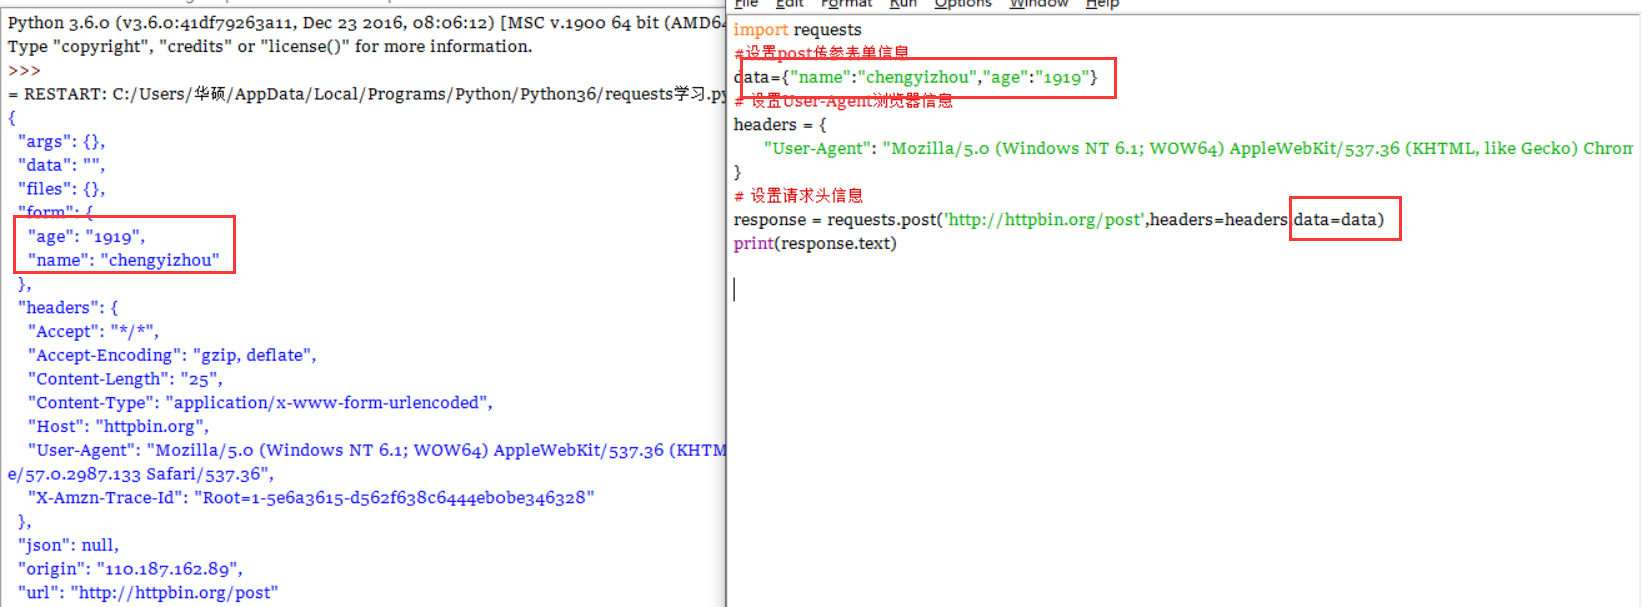 Python 3.6.0 (v3.6.0:41df79263a11, Dec 23 2016, 08:06:12) [MSC v.1900 64 bit (AMD64
Type "copyright", "credits" or "license()" for more information.
>>>
= RESTART: C:/Users/华硕/AppData/Local/Programs/Python/Python36/requests学习.py
{
"args": {},
"data": "",
"files": {},
"form": {
"age": "1919",
"name": "chengyizhou"
},
"headers": {
"Accept": "*/*",
"Accept-Encoding": "gzip, deflate",
"Content-Length": "25",
"Content-Type": "application/x-www-form-urlencoded",
"Host": "httpbin.org",
"User-Agent": "Mozilla/5.0 (Windows NT 6.1; WOW64) AppleWebKit/537.36 (KHTM
e/57.0.2987.133 Safari/537.36",
"X-Amzn-Trace-Id": "Root=1-5e6a3615-d562f638c6444eb0be346328"
},
"json": null,
"origin": "110.187.162.89",
"url": "http://httpbin.org/post"
File Edit Format Run Options Window Help
import requests
#设置post传参表单信息
data={"name":"chengyizhou","age":"1919"}
# 设置User-Agent浏览器信息
headers = {
"User-Agent": "Mozilla/5.0 (Windows NT 6.1; WOW64) AppleWebKit/537.36 (KHTML, like Gecko) Chrom
}
# 设置请求头信息
response = requests.post('http://httpbin.org/post',headers=headers,data=data)
print(response.text)